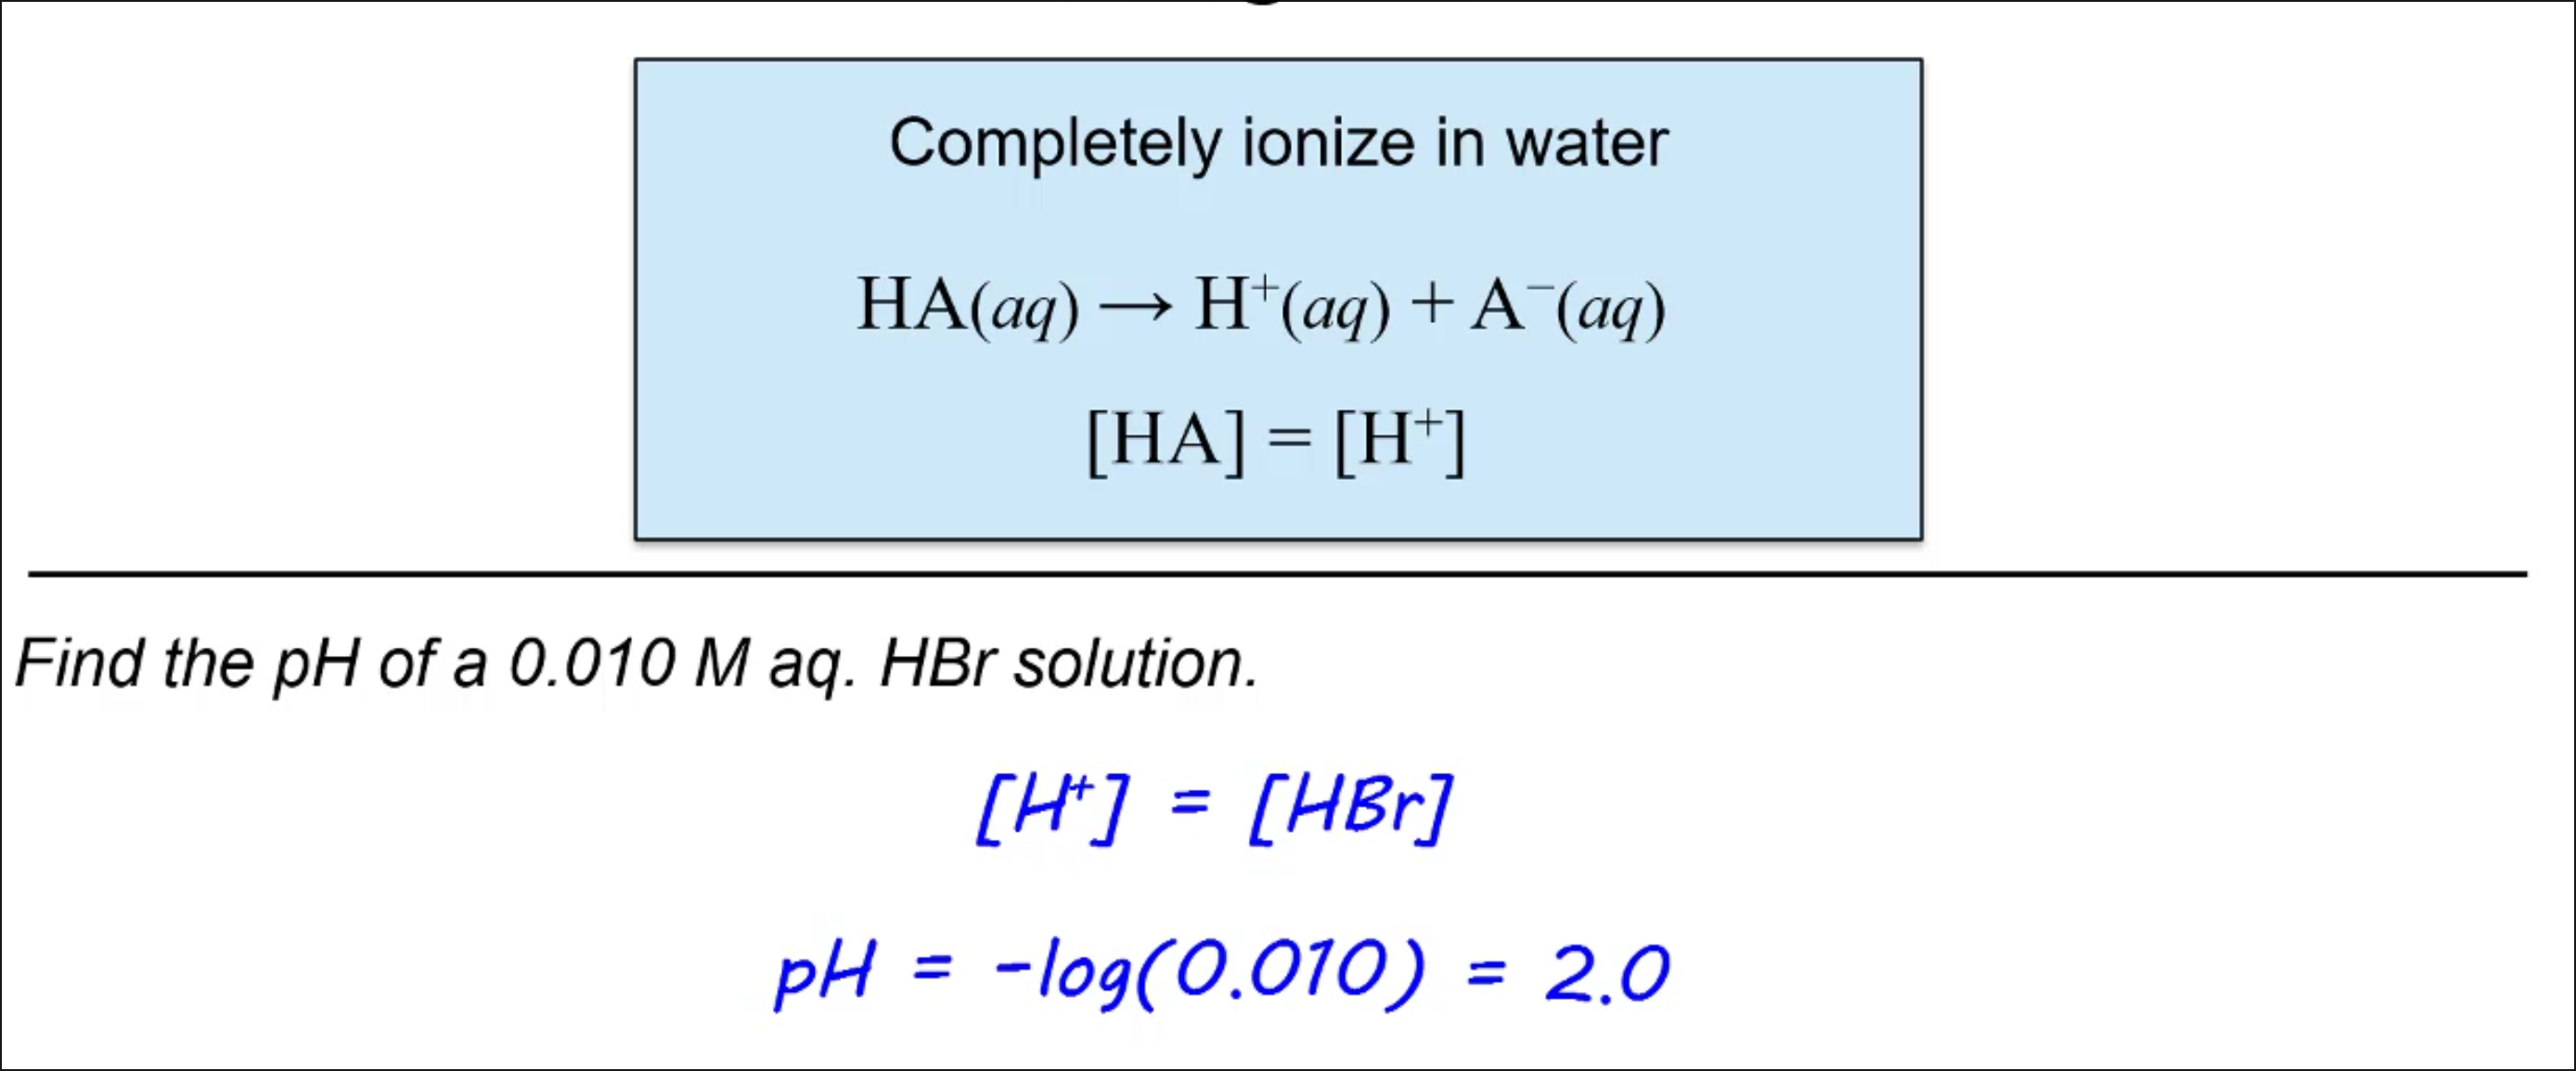 Completely ionize in water
HA(aq) → H⁺(aq) + A⁻(aq)
[HA] = [H⁺]
Find the pH of a 0.010 M aq. HBr solution.
[H⁺] = [HBr]
pH = -log(0.010) = 2.0